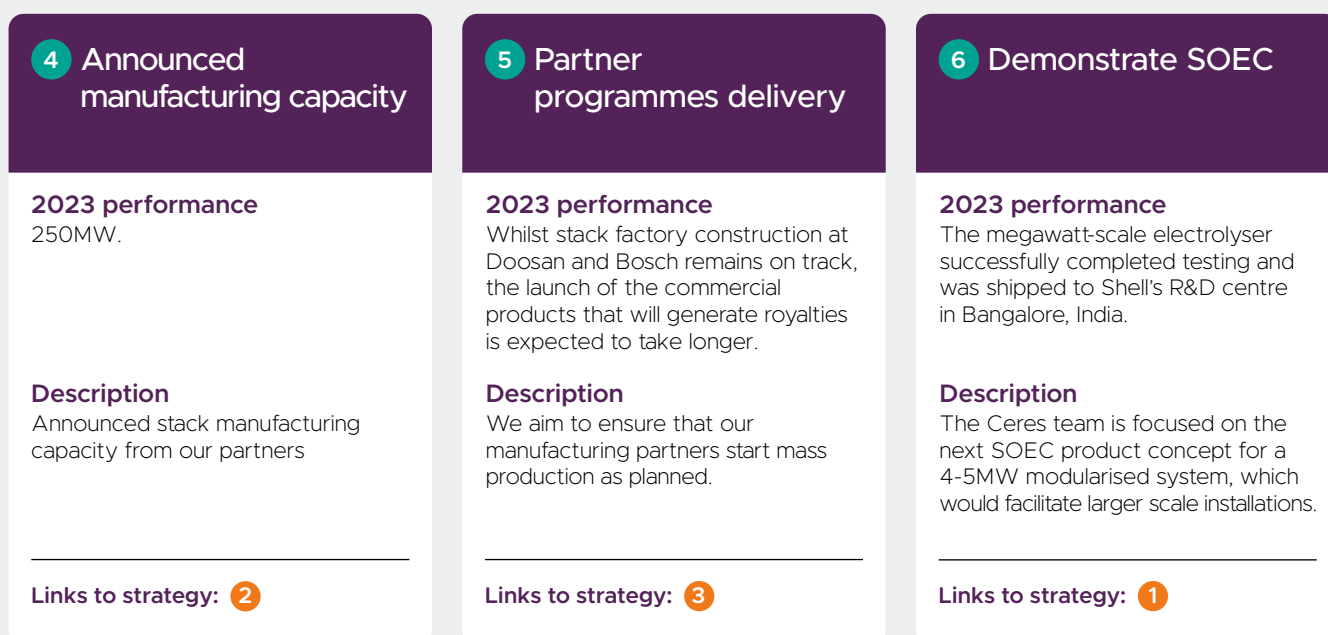 4 Announced
manufacturing capacity
2023 performance
250MW.
Description
Announced stack manufacturing
capacity from our partners
Links to strategy: 2
5 Partner
programmes delivery
2023 performance
Whilst stack factory construction at
Doosan and Bosch remains on track,
the launch of the commercial
products that will generate royalties
is expected to take longer.
Description
We aim to ensure that our
manufacturing partners start mass
production as planned.
Links to strategy: 3
6 Demonstrate SOEC
2023 performance
The megawatt-scale electrolyser
successfully completed testing and
was shipped to Shell's R&D centre
in Bangalore, India.
Description
The Ceres team is focused on the
next SOEC product concept for a
4-5MW modularised system, which
would facilitate larger scale installations.
Links to strategy: 1